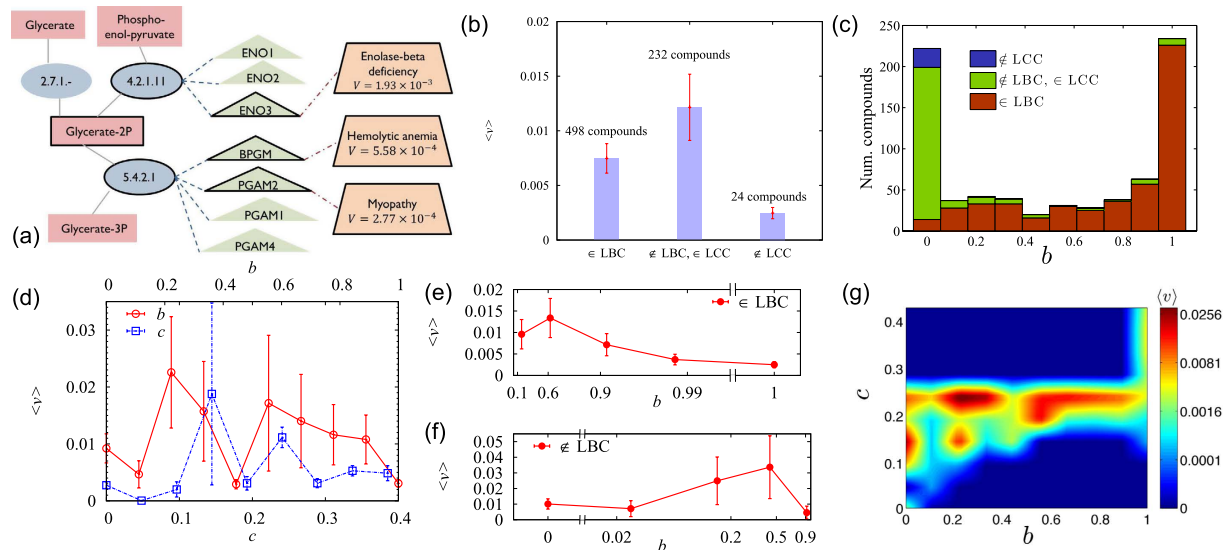 (a)
Glycerate
Phospho-
enol-pyruvate
2.7.1.-
4.2.1.11
Glycerate-2P
5.4.2.1
Glycerate-3P
ENO1
ENO2
ENO3
BPGM
PGAM2
PGAM1
PGAM4
Enolase-beta
deficiency
V = 1.93 × 10⁻³
Hemolytic anemia
V = 5.58 × 10⁻⁴
Myopathy
V = 2.77 × 10⁻⁴
(b)
<v>
0.02
0.015
0.01
0.005
0
498 compounds
232 compounds
24 compounds
∈ LBC
∉ LBC, ∈ LCC
∉ LCC
(c)
Num. compounds
250
200
150
100
50
0
∉ LCC
∉ LBC, ∈ LCC
∈ LBC
0 0.2 0.4 0.6 0.8 1
b
(d)
b
0 0.2 0.4 0.6 0.8 1
b
c
<v>
0.03
0.02
0.01
0
0 0.1 0.2 0.3 0.4
c
(e)
<v>
0.02
0.015
0.01
0.005
0
∈ LBC
0.1 0.6 0.9 0.99 1
b
(f)
<v>
0.05
0.04
0.03
0.02
0.01
0
∉ LBC
0 0.02 0.2 0.5 0.9
b
(g)
c
0.4
0.3
0.2
0.1
0
0 0.2 0.4 0.6 0.8 1
b
⟨v⟩
0.0256
0.0081
0.0016
0.0001
0